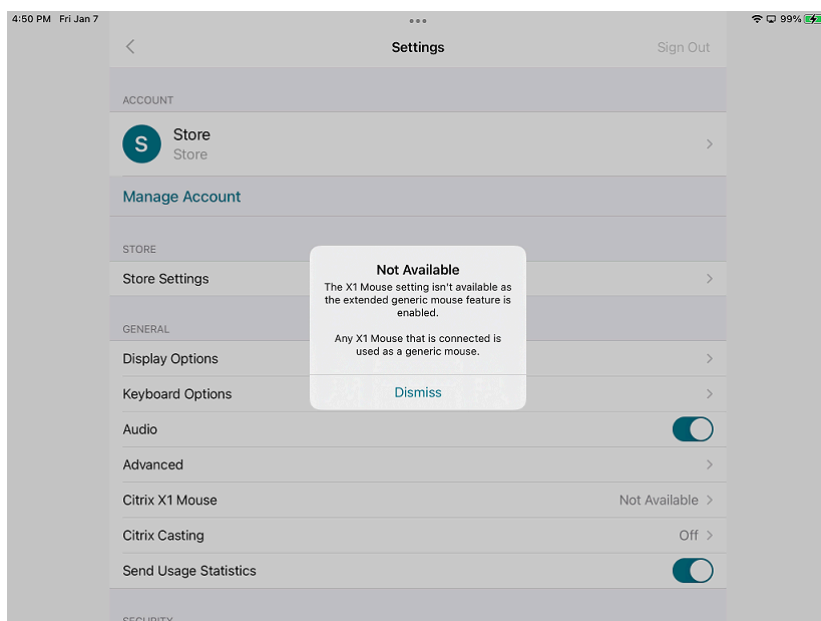 4:50 PM Fri Jan 7
99%
Settings
Sign Out
ACCOUNT
S
Store
Store
Manage Account
STORE
Store Settings
Not Available
The X1 Mouse setting isn't available as
the extended generic mouse feature is
enabled.
Any X1 Mouse that is connected is
used as a generic mouse.
Dismiss
GENERAL
Display Options
Keyboard Options
Audio
Advanced
Citrix X1 Mouse Not Available
Citrix Casting Off
Send Usage Statistics
SECURITY